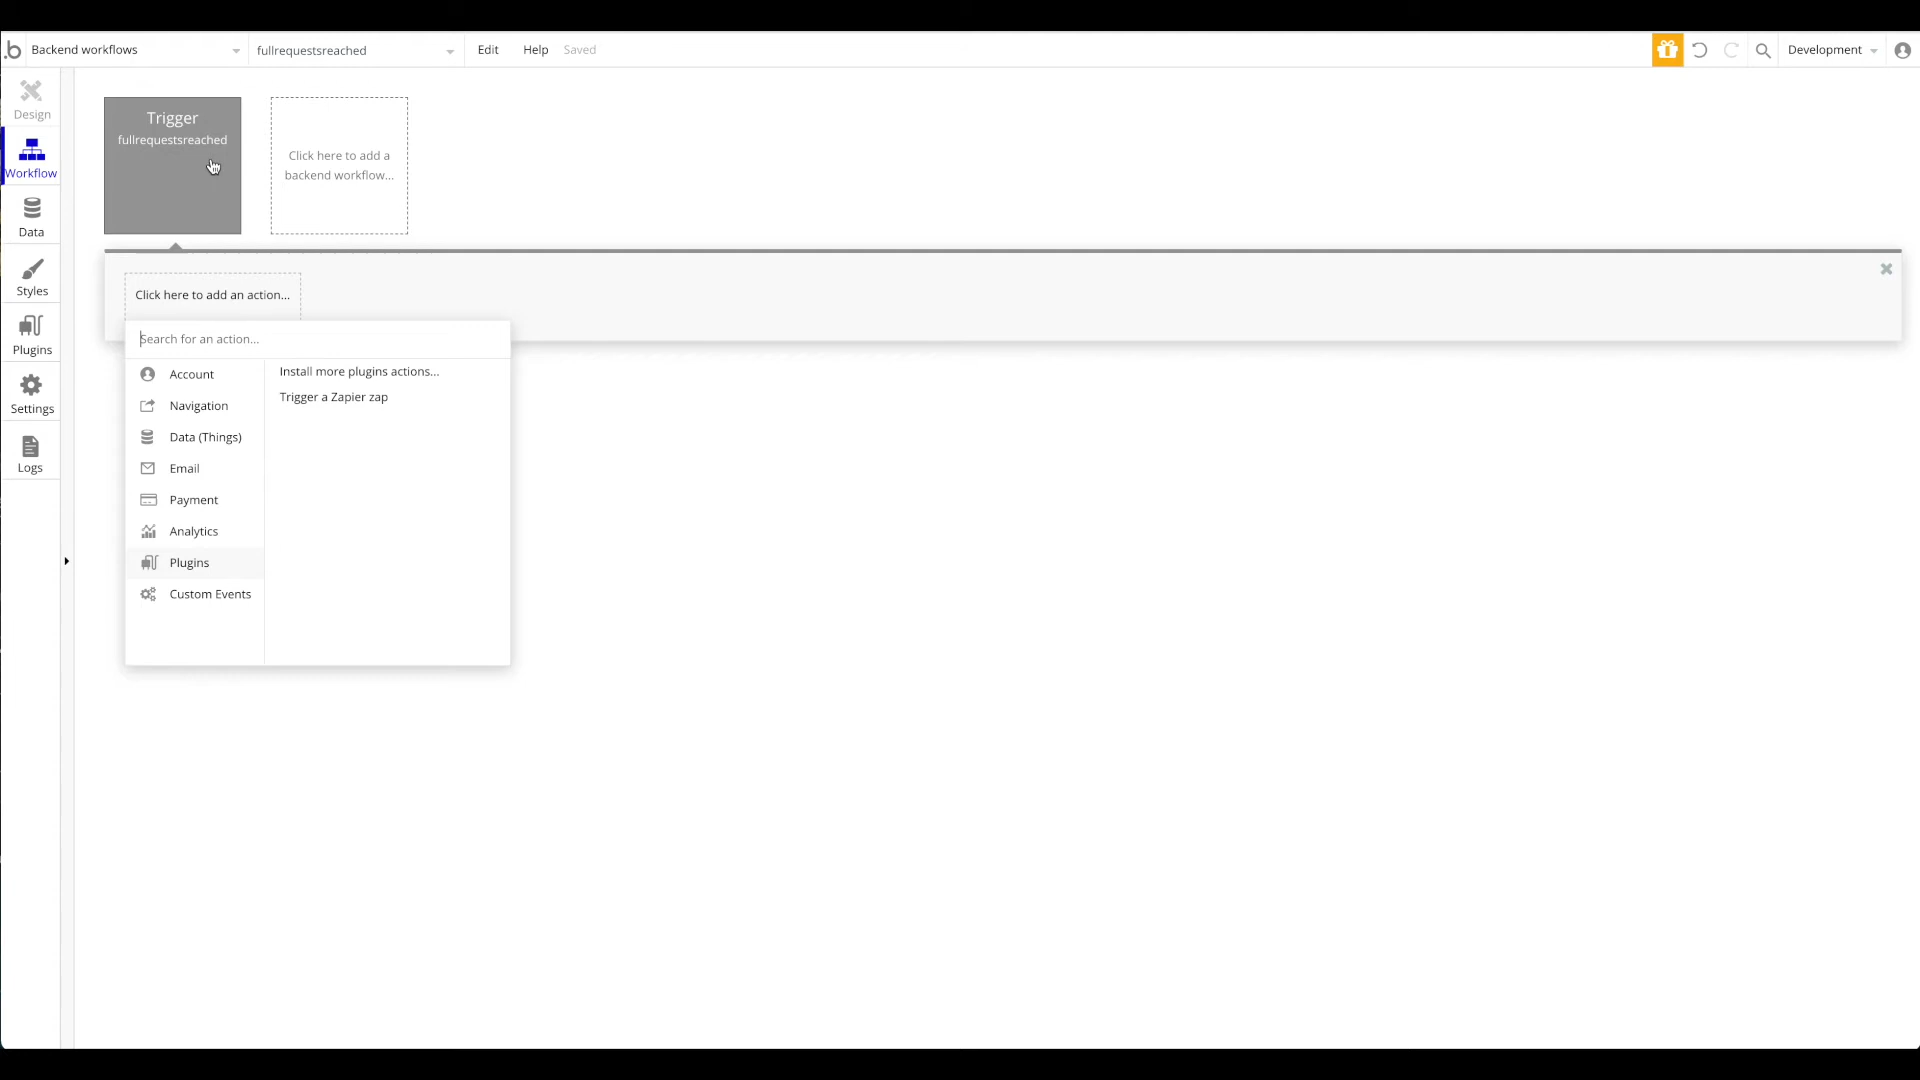 .b Backend workflows fullrequestsreached Edit Help Saved Development
Design
Workflow
Data
Styles
Plugins
Settings
Logs
Trigger
fullrequestsreached
Click here to add a
backend workflow...
Click here to add an action...
Search for an action...
Account
Navigation
Data (Things)
Email
Payment
Analytics
Plugins
Custom Events
Install more plugins actions...
Trigger a Zapier zap